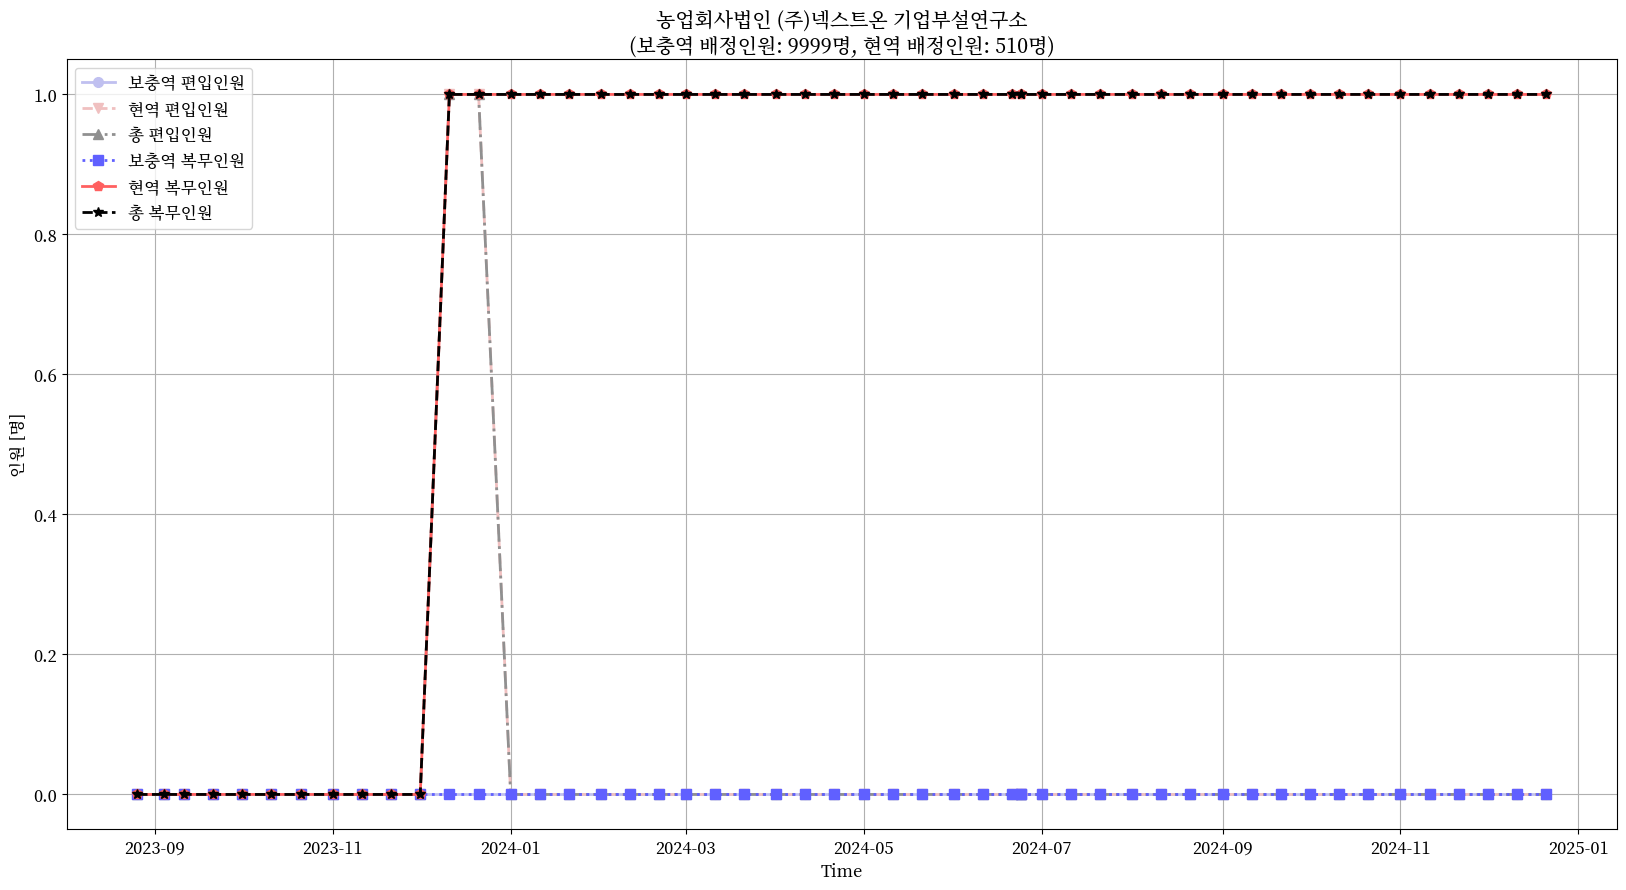 농업회사법인 (주)넥스트온 기업부설연구소
(보충역 배정인원: 9999명, 현역 배정인원: 510명)
보충역 편입인원
현역 편입인원
총 편입인원
보충역 복무인원
현역 복무인원
총 복무인원
1.0
0.8
0.6
0.4
0.2
0.0
인원 [명]
2023-09
2023-11
2024-01
2024-03
2024-05
2024-07
2024-09
2024-11
2025-01
Time